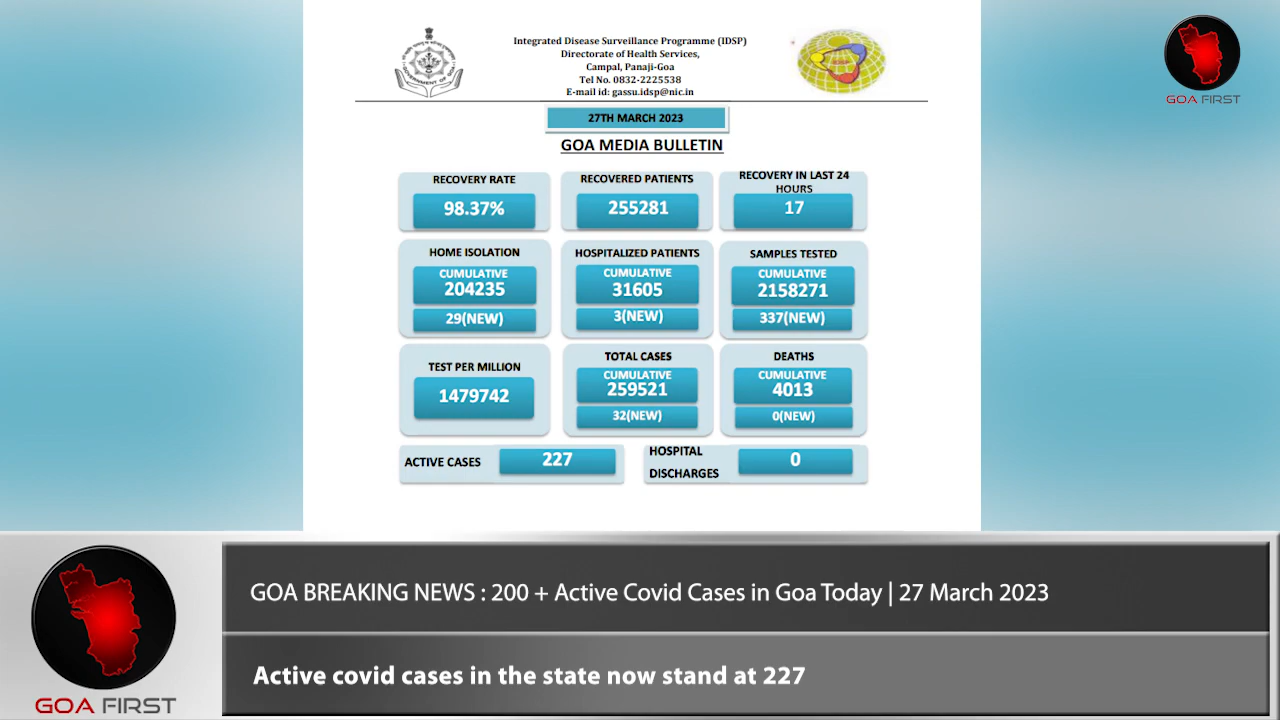 Integrated Disease Surveillance Programme (IDSP)
Directorate of Health Services,
Campal, Panaji-Goa
Tel No. 0832-2225538
E-mail id: gassu.idsp@nic.in
GOA FIRST
27TH MARCH 2023
GOA MEDIA BULLETIN
RECOVERY RATE
98.37%
RECOVERED PATIENTS
255281
RECOVERY IN LAST 24
HOURS
17
HOME ISOLATION
CUMULATIVE
204235
29(NEW)
HOSPITALIZED PATIENTS
CUMULATIVE
31605
3(NEW)
SAMPLES TESTED
CUMULATIVE
2158271
337(NEW)
TEST PER MILLION
1479742
TOTAL CASES
CUMULATIVE
259521
32(NEW)
DEATHS
CUMULATIVE
4013
0(NEW)
ACTIVE CASES
227
HOSPITAL
DISCHARGES
0
GOA BREAKING NEWS : 200 + Active Covid Cases in Goa Today | 27 March 2023
Active covid cases in the state now stand at 227
GOA FIRST